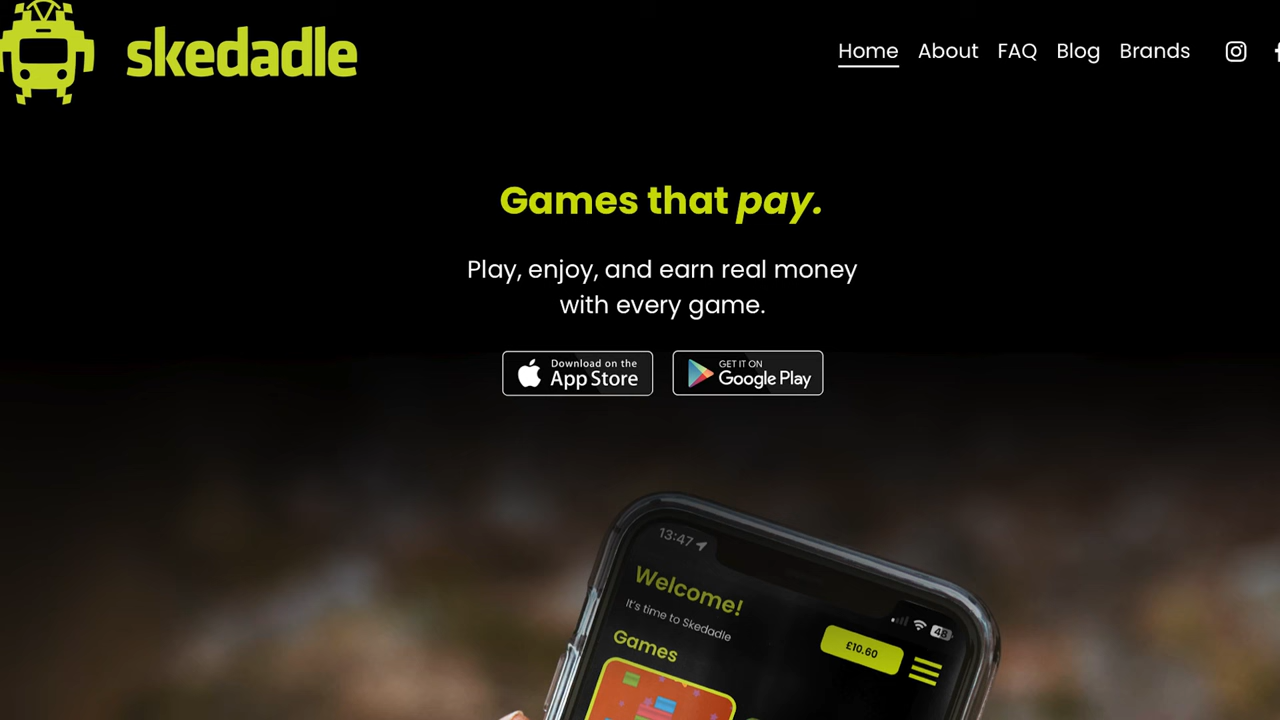 skedadle
Home About FAQ Blog Brands
Games that pay.
Play, enjoy, and earn real money
with every game.
Download on the
App Store
GET IT ON
Google Play
13:47
48
Welcome!
It's time to Skedadle
£10.60
Games